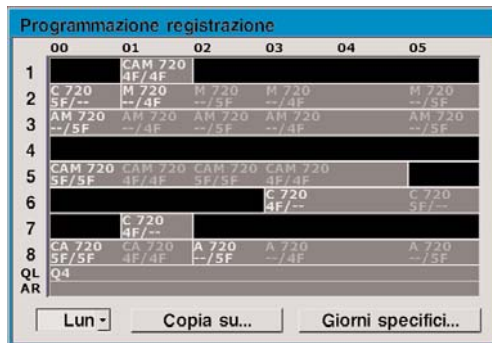 Programmazione registrazione
00 01 02 03 04 05
1 CAM 720
4F/4F
2 C 720 M 720 M 720 M 720 M 720
5F/-- --/4F --/5F --/4F --/5F
3 AM 720 AM 720 AM 720 AM 720 AM 720
--/5F --/4F --/5F --/4F --/5F
4
5 CAM 720 CAM 720 CAM 720 CAM 720
5F/5F 4F/4F 5F/5F 4F/4F
6 C 720 C 720
4F/-- 5F/--
7 C 720
4F/--
8 CA 720 CA 720 A 720 A 720 A 720
5F/5F 4F/4F --/5F --/4F --/5F
QL Q4
AR
Lun Copia su... Giorni specifici...